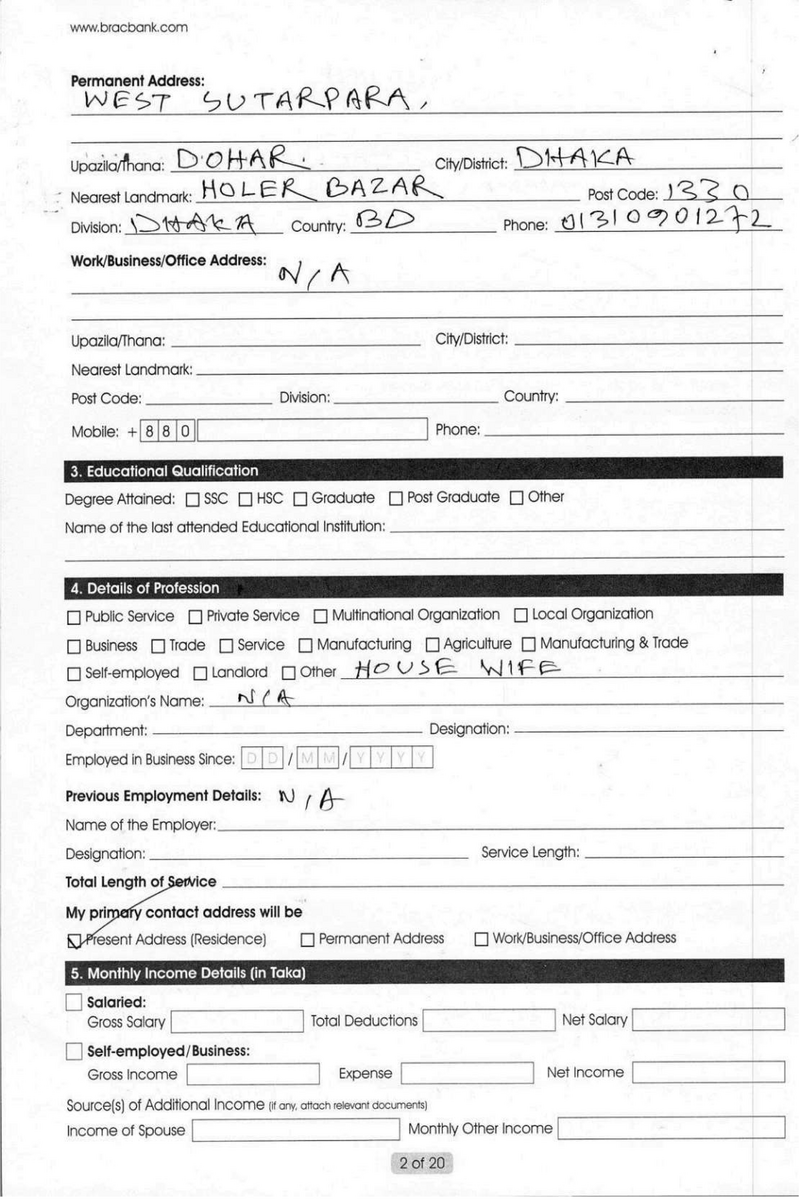 www.bracbank.com
Permanent Address:
WEST SUTARPARA,
Upazila/Thana: DOHAR. City/District: DHAKA
Nearest Landmark: HOLER BAZAR Post Code: 1330
Division: DHAKA Country: BD Phone: 01310901272
Work/Business/Office Address:
N/A
Upazila/Thana: City/District:
Nearest Landmark:
Post Code: Division: Country:
Mobile: +880 Phone:
3. Educational Qualification
Degree Attained: SSC HSC Graduate Post Graduate Other
Name of the last attended Educational Institution:
4. Details of Profession
Public Service Private Service Multinational Organization Local Organization
Business Trade Service Manufacturing Agriculture Manufacturing & Trade
Self-employed Landlord Other HOUSE WIFE
Organization's Name: N/A
Department: Designation:
Employed in Business Since: DD/MM/YYYY
Previous Employment Details: N/A
Name of the Employer:
Designation: Service Length:
Total Length of Service
My primary contact address will be
Present Address (Residence) Permanent Address Work/Business/Office Address
5. Monthly Income Details (in Taka)
Salaried:
Gross Salary Total Deductions Net Salary
Self-employed/Business:
Gross Income Expense Net Income
Source(s) of Additional Income (if any, attach relevant documents)
Income of Spouse Monthly Other Income
2 of 20